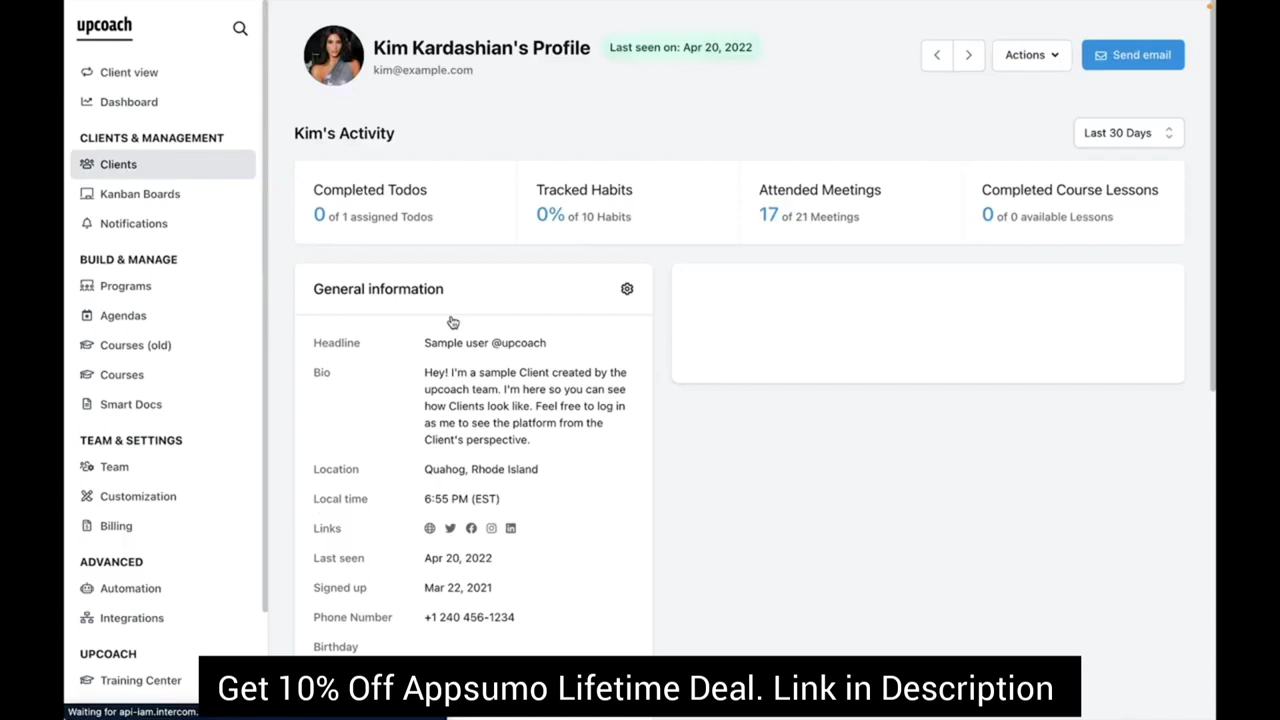 upcoach
Client view
Dashboard
CLIENTS & MANAGEMENT
Clients
Kanban Boards
Notifications
BUILD & MANAGE
Programs
Agendas
Courses (old)
Courses
Smart Docs
TEAM & SETTINGS
Team
Customization
Billing
ADVANCED
Automation
Integrations
UPCOACH
Training Center
Waiting for api-iam.intercom.
Kim Kardashian's Profile
Last seen on: Apr 20, 2022
kim@example.com
Actions
Send email
Kim's Activity
Last 30 Days
Completed Todos
0 of 1 assigned Todos
Tracked Habits
0% of 10 Habits
Attended Meetings
17 of 21 Meetings
Completed Course Lessons
0 of 0 available Lessons
General information
Headline Sample user @upcoach
Bio Hey! I'm a sample Client created by the
upcoach team. I'm here so you can see
how Clients look like. Feel free to log in
as me to see the platform from the
Client's perspective.
Location Quahog, Rhode Island
Local time 6:55 PM (EST)
Links
Last seen Apr 20, 2022
Signed up Mar 22, 2021
Phone Number +1 240 456-1234
Birthday
Get 10% Off Appsumo Lifetime Deal. Link in Description